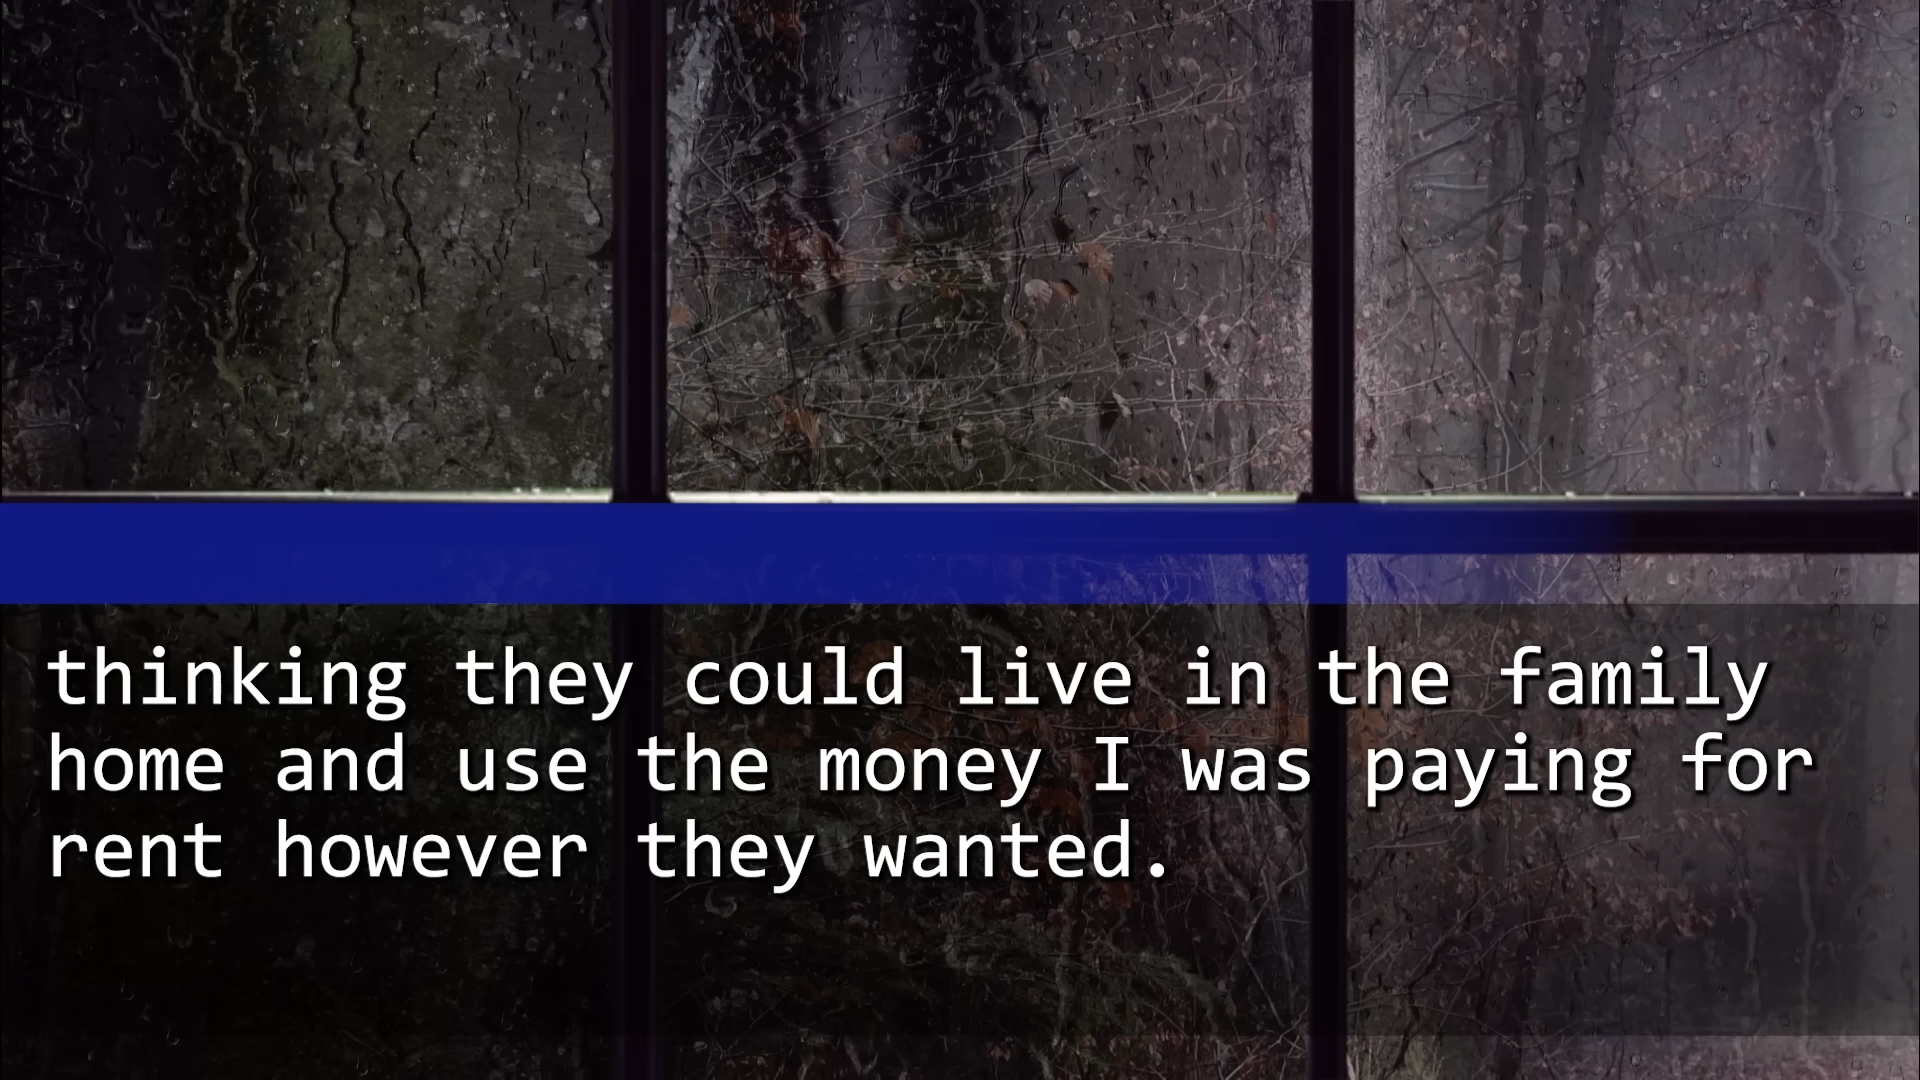 thinking they could live in the family
home and use the money I was paying for
rent however they wanted.